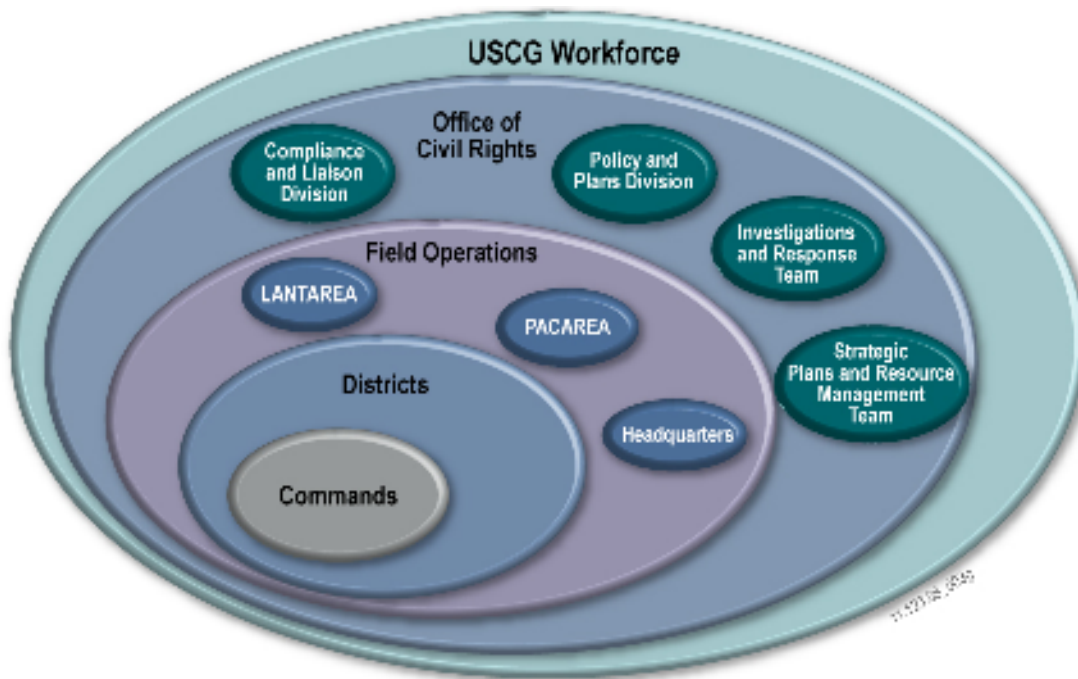 USCG Workforce
Office of
Civil Rights
Compliance
and Liaison
Division
Policy and
Plans Division
Investigations
and Response
Team
Strategic
Plans and Resource
Management
Team
Field Operations
LANTAREA
PACAREA
Headquarters
Districts
Commands